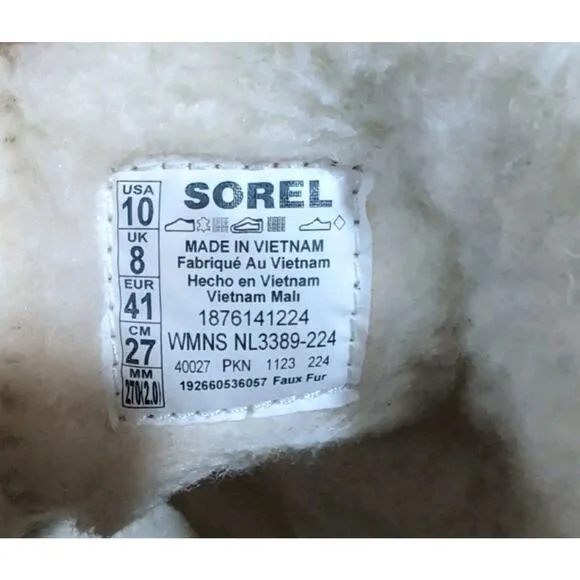 USA
10
UK
8
EUR
41
CM
27
MM
270(2.0)
SOREL
MADE IN VIETNAM
Fabriqué Au Vietnam
Hecho en Vietnam
Vietnam Malı
1876141224
WMNS NL3389-224
40027 PKN 1123 224
192660536057 Faux Fur